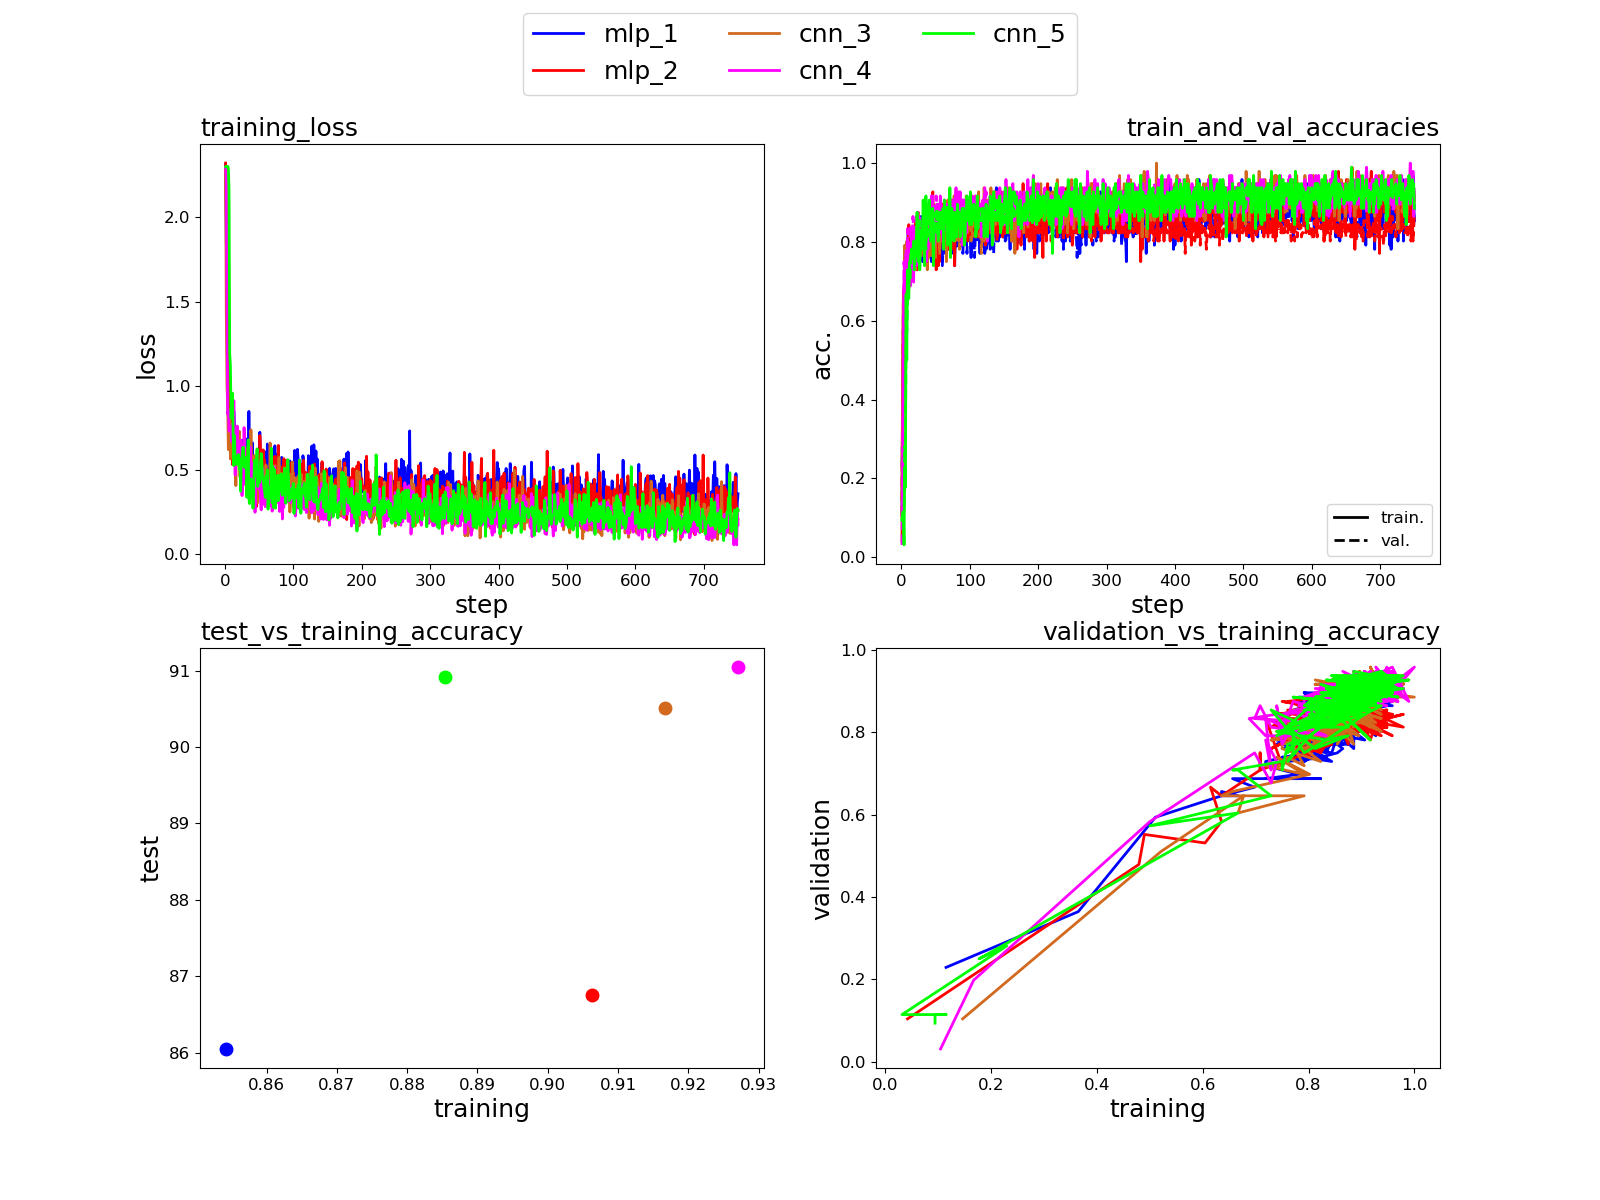 mlp_1 cnn_3 cnn_5
mlp_2 cnn_4
training_loss
2.0
1.5
1.0
0.5
0.0
loss
0 100 200 300 400 500 600 700
step
train_and_val_accuracies
1.0
0.8
0.6
0.4
0.2
0.0
acc.
train.
val.
0 100 200 300 400 500 600 700
step
test_vs_training_accuracy
91
90
89
88
87
86
test
0.86 0.87 0.88 0.89 0.90 0.91 0.92 0.93
training
validation_vs_training_accuracy
1.0
0.8
0.6
0.4
0.2
0.0
validation
0.0 0.2 0.4 0.6 0.8 1.0
training